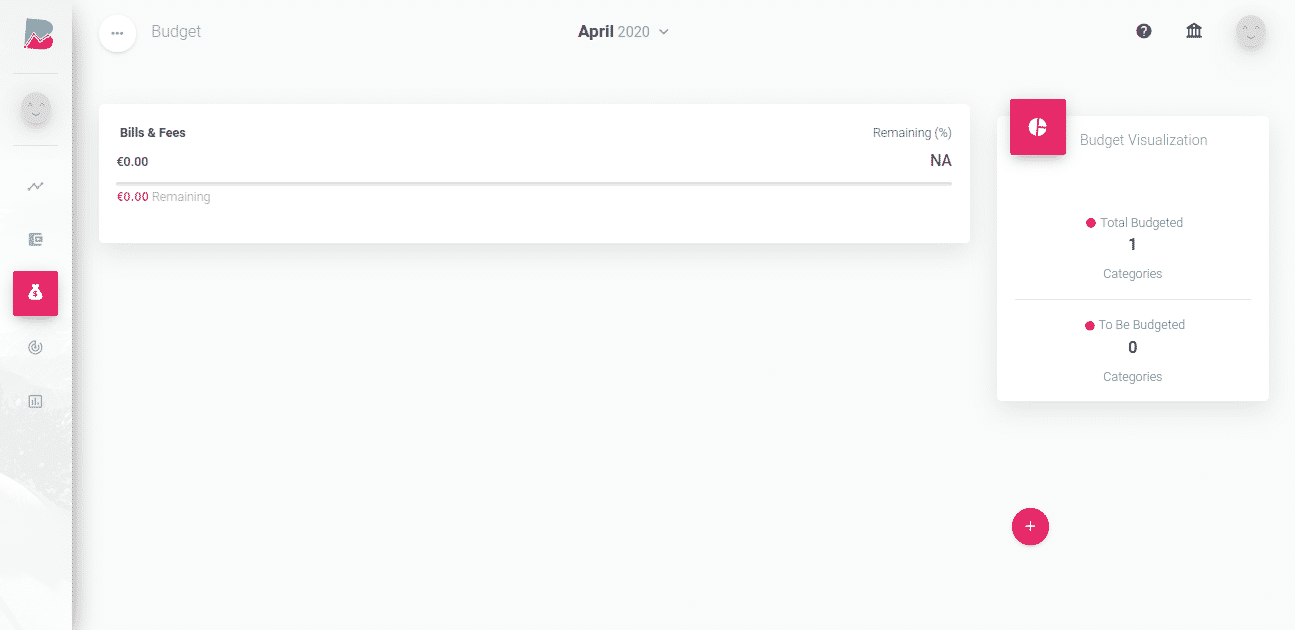 Budget
April 2020
Bills & Fees
Remaining (%)
€0.00
NA
€0.00 Remaining
Budget Visualization
Total Budgeted
1
Categories
To Be Budgeted
0
Categories